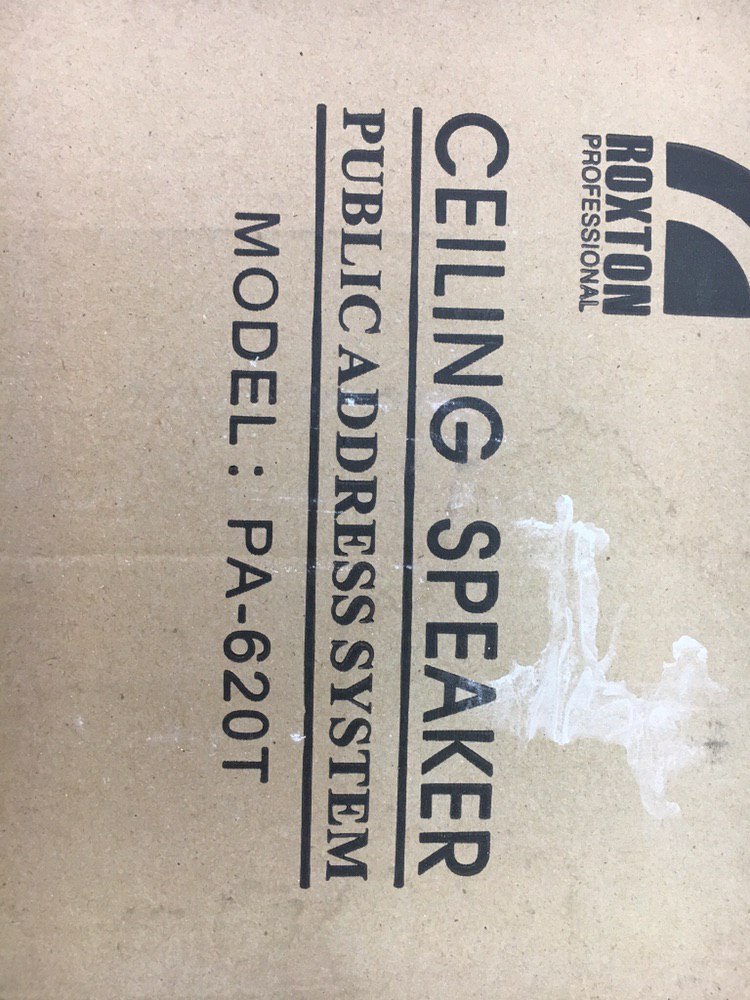 ROXTON
PROFESSIONAL
CEILING SPEAKER
PUBLIC ADDRESS SYSTEM
MODEL: PA-620T